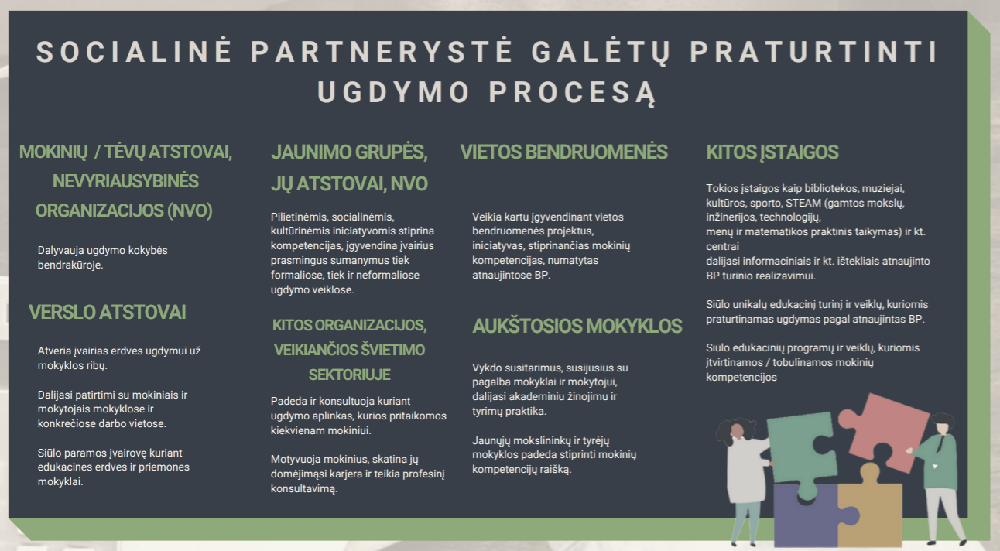 SOCIALINĖ PARTNERYSTĖ GALĖTŲ PRATURTINTI
UGDYMO PROCESĄ
MOKINIŲ / TĖVŲ ATSTOVAI,
NEVYRIAUSYBINĖS
ORGANIZACIJOS (NVO)
Dalyvauja ugdymo kokybės
bendrakūroje.
VERSLO ATSTOVAI
Atveria įvairias erdves ugdymui už
mokyklos ribų.
Dalijasi patirtimi su mokiniais ir
mokytojais mokyklose ir
konkrečiose darbo vietose.
Siūlo paramos įvairovę kuriant
edukacines erdves ir priemones
mokyklai.
JAUNIMO GRUPĖS,
JŲ ATSTOVAI, NVO
Pilietinėmis, socialinėmis,
kultūrinėmis iniciatyvomis stiprina
kompetencijas, įgyvendina įvairius
prasmingus sumanymus tiek
formaliose, tiek ir neformaliose
ugdymo veiklose.
KITOS ORGANIZACIJOS,
VEIKIANČIOS ŠVIETIMO
SEKTORIUJE
Padeda ir konsultuoja kuriant
ugdymo aplinkas, kurios pritaikomos
kiekvienam mokiniui.
Motyvuoja mokinius, skatina jų
domėjimąsi karjera ir teikia profesinį
konsultavimą.
VIETOS BENDRUOMENĖS
Veikia kartu įgyvendinant vietos
bendruomenės projektus,
iniciatyvas, stiprinančias mokinių
kompetencijas, numatytas
atnaujintose BP.
AUKŠTOSIOS MOKYKLOS
Vykdo susitarimus, susijusius su
pagalba mokyklai ir mokytojui,
dalijasi akademiniu žinojimu ir
tyrimų praktika.
Jaunųjų mokslininkų ir tyrėjų
mokyklos padeda stiprinti mokinių
kompetencijų raišką.
KITOS ĮSTAIGOS
Tokios įstaigos kaip bibliotekos, muziejai,
kultūros, sporto, STEAM (gamtos mokslų,
inžinerijos, technologijų,
menų ir matematikos praktinis taikymas) ir kt.
centrai
dalijasi informaciniais ir kt. ištekliais atnaujinto
BP turinio realizavimui.
Siūlo unikalų edukacinį turinį ir veiklų, kuriomis
praturtinamas ugdymas pagal atnaujintas BP.
Siūlo edukacinių programų ir veiklų, kuriomis
įtvirtinamos / tobulinamos mokinių
kompetencijos